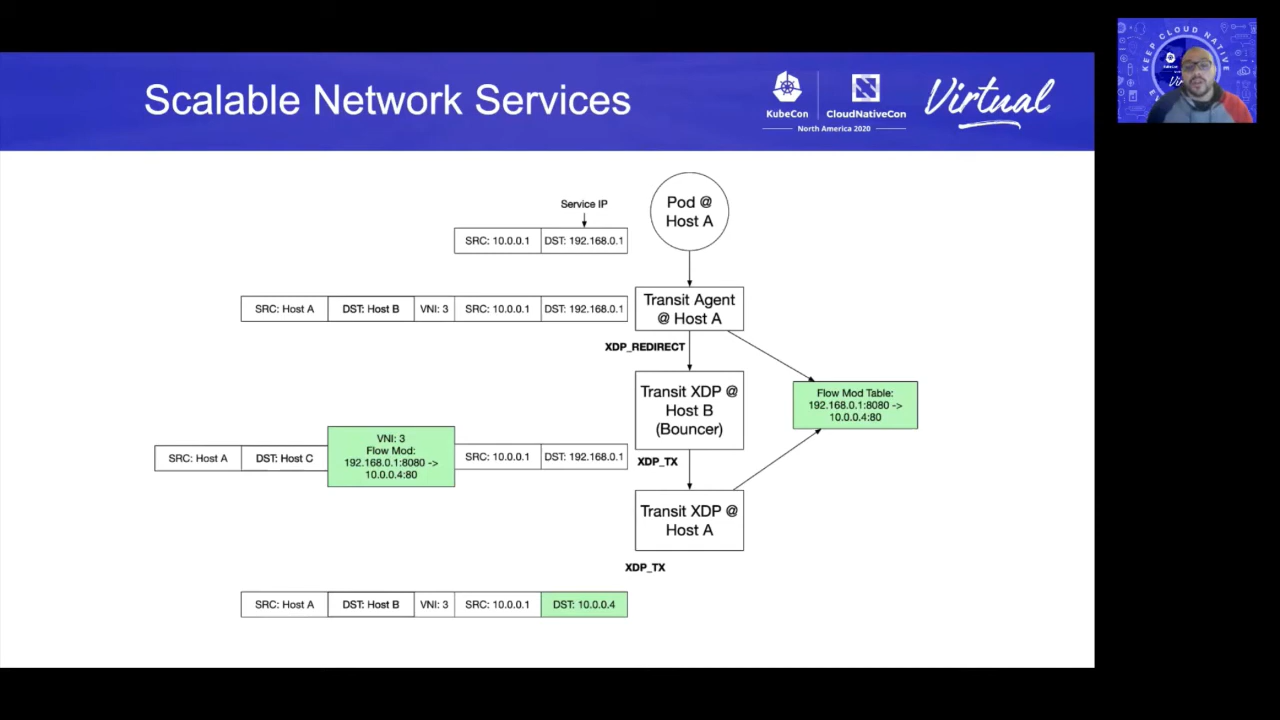 Scalable Network Services
KubeCon
CloudNativeCon
North America 2020
Virtual
KEEP CLOUD NATIVE
Service IP
Pod @
Host A
SRC: 10.0.0.1
DST: 192.168.0.1
SRC: Host A
DST: Host B
VNI: 3
SRC: 10.0.0.1
DST: 192.168.0.1
Transit Agent
@ Host A
XDP_REDIRECT
Transit XDP @
Host B
(Bouncer)
Flow Mod Table:
192.168.0.1:8080 ->
10.0.0.4:80
SRC: Host A
DST: Host C
VNI: 3
Flow Mod:
192.168.0.1:8080 ->
10.0.0.4:80
SRC: 10.0.0.1
DST: 192.168.0.1
XDP_TX
Transit XDP @
Host A
XDP_TX
SRC: Host A
DST: Host B
VNI: 3
SRC: 10.0.0.1
DST: 10.0.0.4